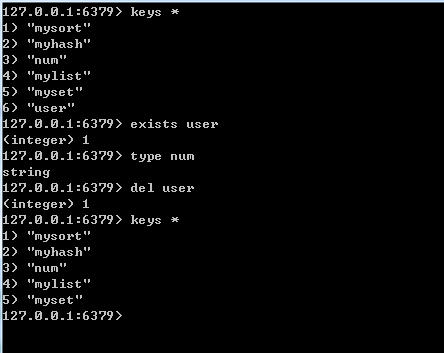 127.0.0.1:6379> keys *
1) "mysort"
2) "myhash"
3) "num"
4) "mylist"
5) "myset"
6) "user"
127.0.0.1:6379> exists user
(integer) 1
127.0.0.1:6379> type num
string
127.0.0.1:6379> del user
(integer) 1
127.0.0.1:6379> keys *
1) "mysort"
2) "myhash"
3) "num"
4) "mylist"
5) "myset"
127.0.0.1:6379>